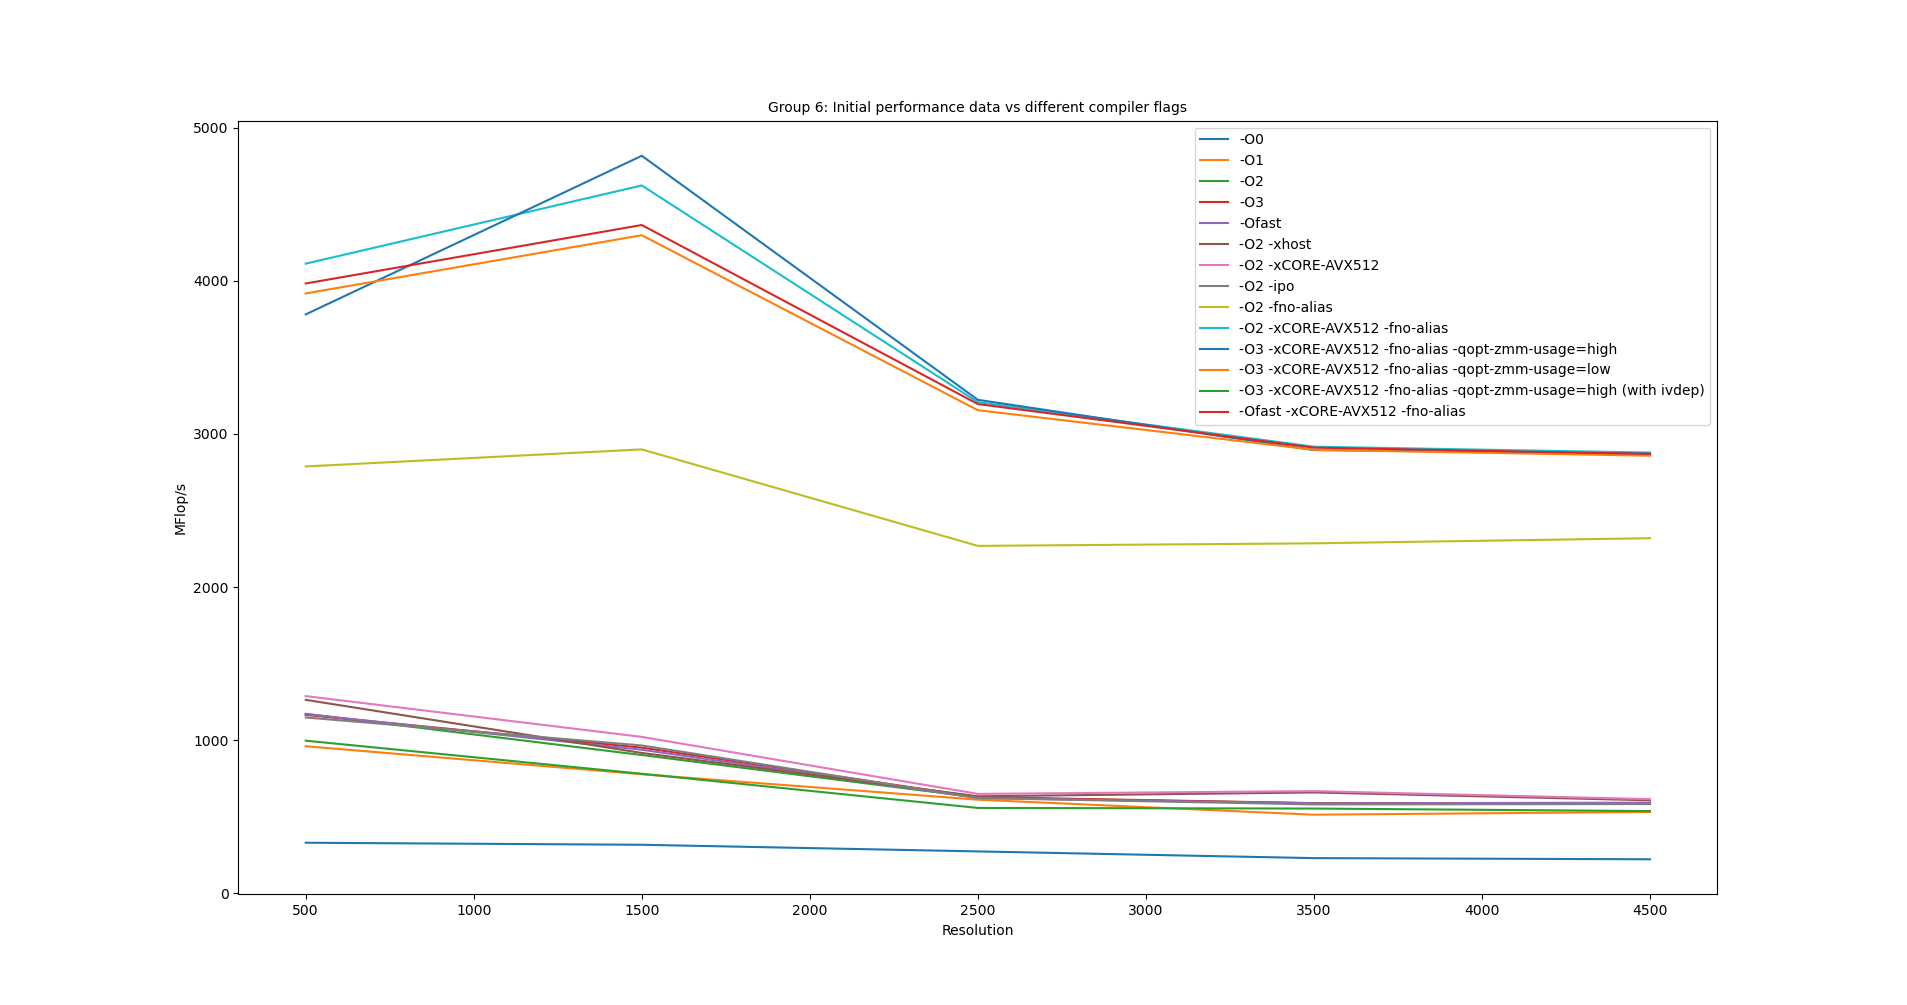 Group 6: Initial performance data vs different compiler flags
5000
4000
3000
2000
1000
0
MFlop/s
-O0
-O1
-O2
-O3
-Ofast
-O2 -xhost
-O2 -xCORE-AVX512
-O2 -ipo
-O2 -fno-alias
-O2 -xCORE-AVX512 -fno-alias
-O3 -xCORE-AVX512 -fno-alias -qopt-zmm-usage=high
-O3 -xCORE-AVX512 -fno-alias -qopt-zmm-usage=low
-O3 -xCORE-AVX512 -fno-alias -qopt-zmm-usage=high (with ivdep)
-Ofast -xCORE-AVX512 -fno-alias
500 1000 1500 2000 2500 3000 3500 4000 4500
Resolution